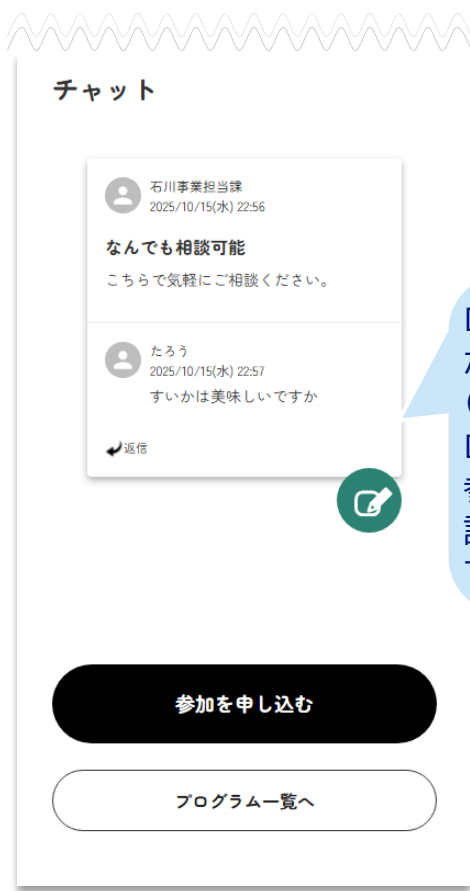 チャット
石川事業担当課
2025/10/15(水) 22:56
なんでも相談可能
こちらで気軽にご相談ください。
たろう
2025/10/15(水) 22:57
すいかは美味しいですか
返信
参加を申し込む
プログラム一覧へ